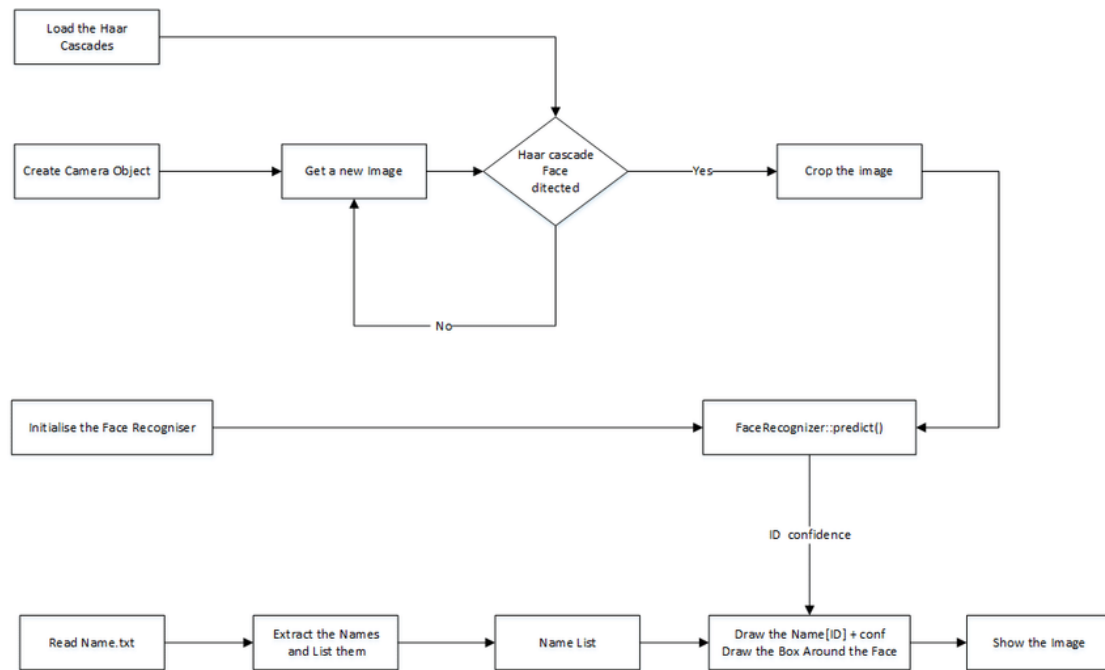 Load the Haar
Cascades
Create Camera Object
Get a new Image
Haar cascade
Face
ditected
Yes
Crop the image
No
Initialise the Face Recogniser
FaceRecognizer::predict()
ID confidence
Read Name.txt
Extract the Names
and List them
Name List
Draw the Name[ID] + conf
Draw the Box Around the Face
Show the Image